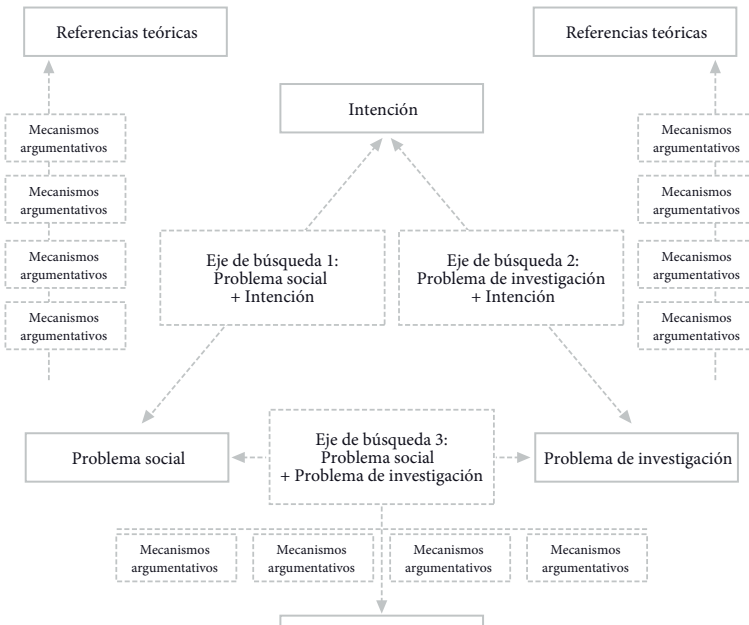 Referencias teóricas
Referencias teóricas
Intención
Mecanismos
argumentativos
Mecanismos
argumentativos
Mecanismos
argumentativos
Mecanismos
argumentativos
Mecanismos
argumentativos
Mecanismos
argumentativos
Mecanismos
argumentativos
Mecanismos
argumentativos
Eje de búsqueda 1:
Problema social
+ Intención
Eje de búsqueda 2:
Problema de investigación
+ Intención
Problema social
Eje de búsqueda 3:
Problema social
+ Problema de investigación
Problema de investigación
Mecanismos
argumentativos
Mecanismos
argumentativos
Mecanismos
argumentativos
Mecanismos
argumentativos